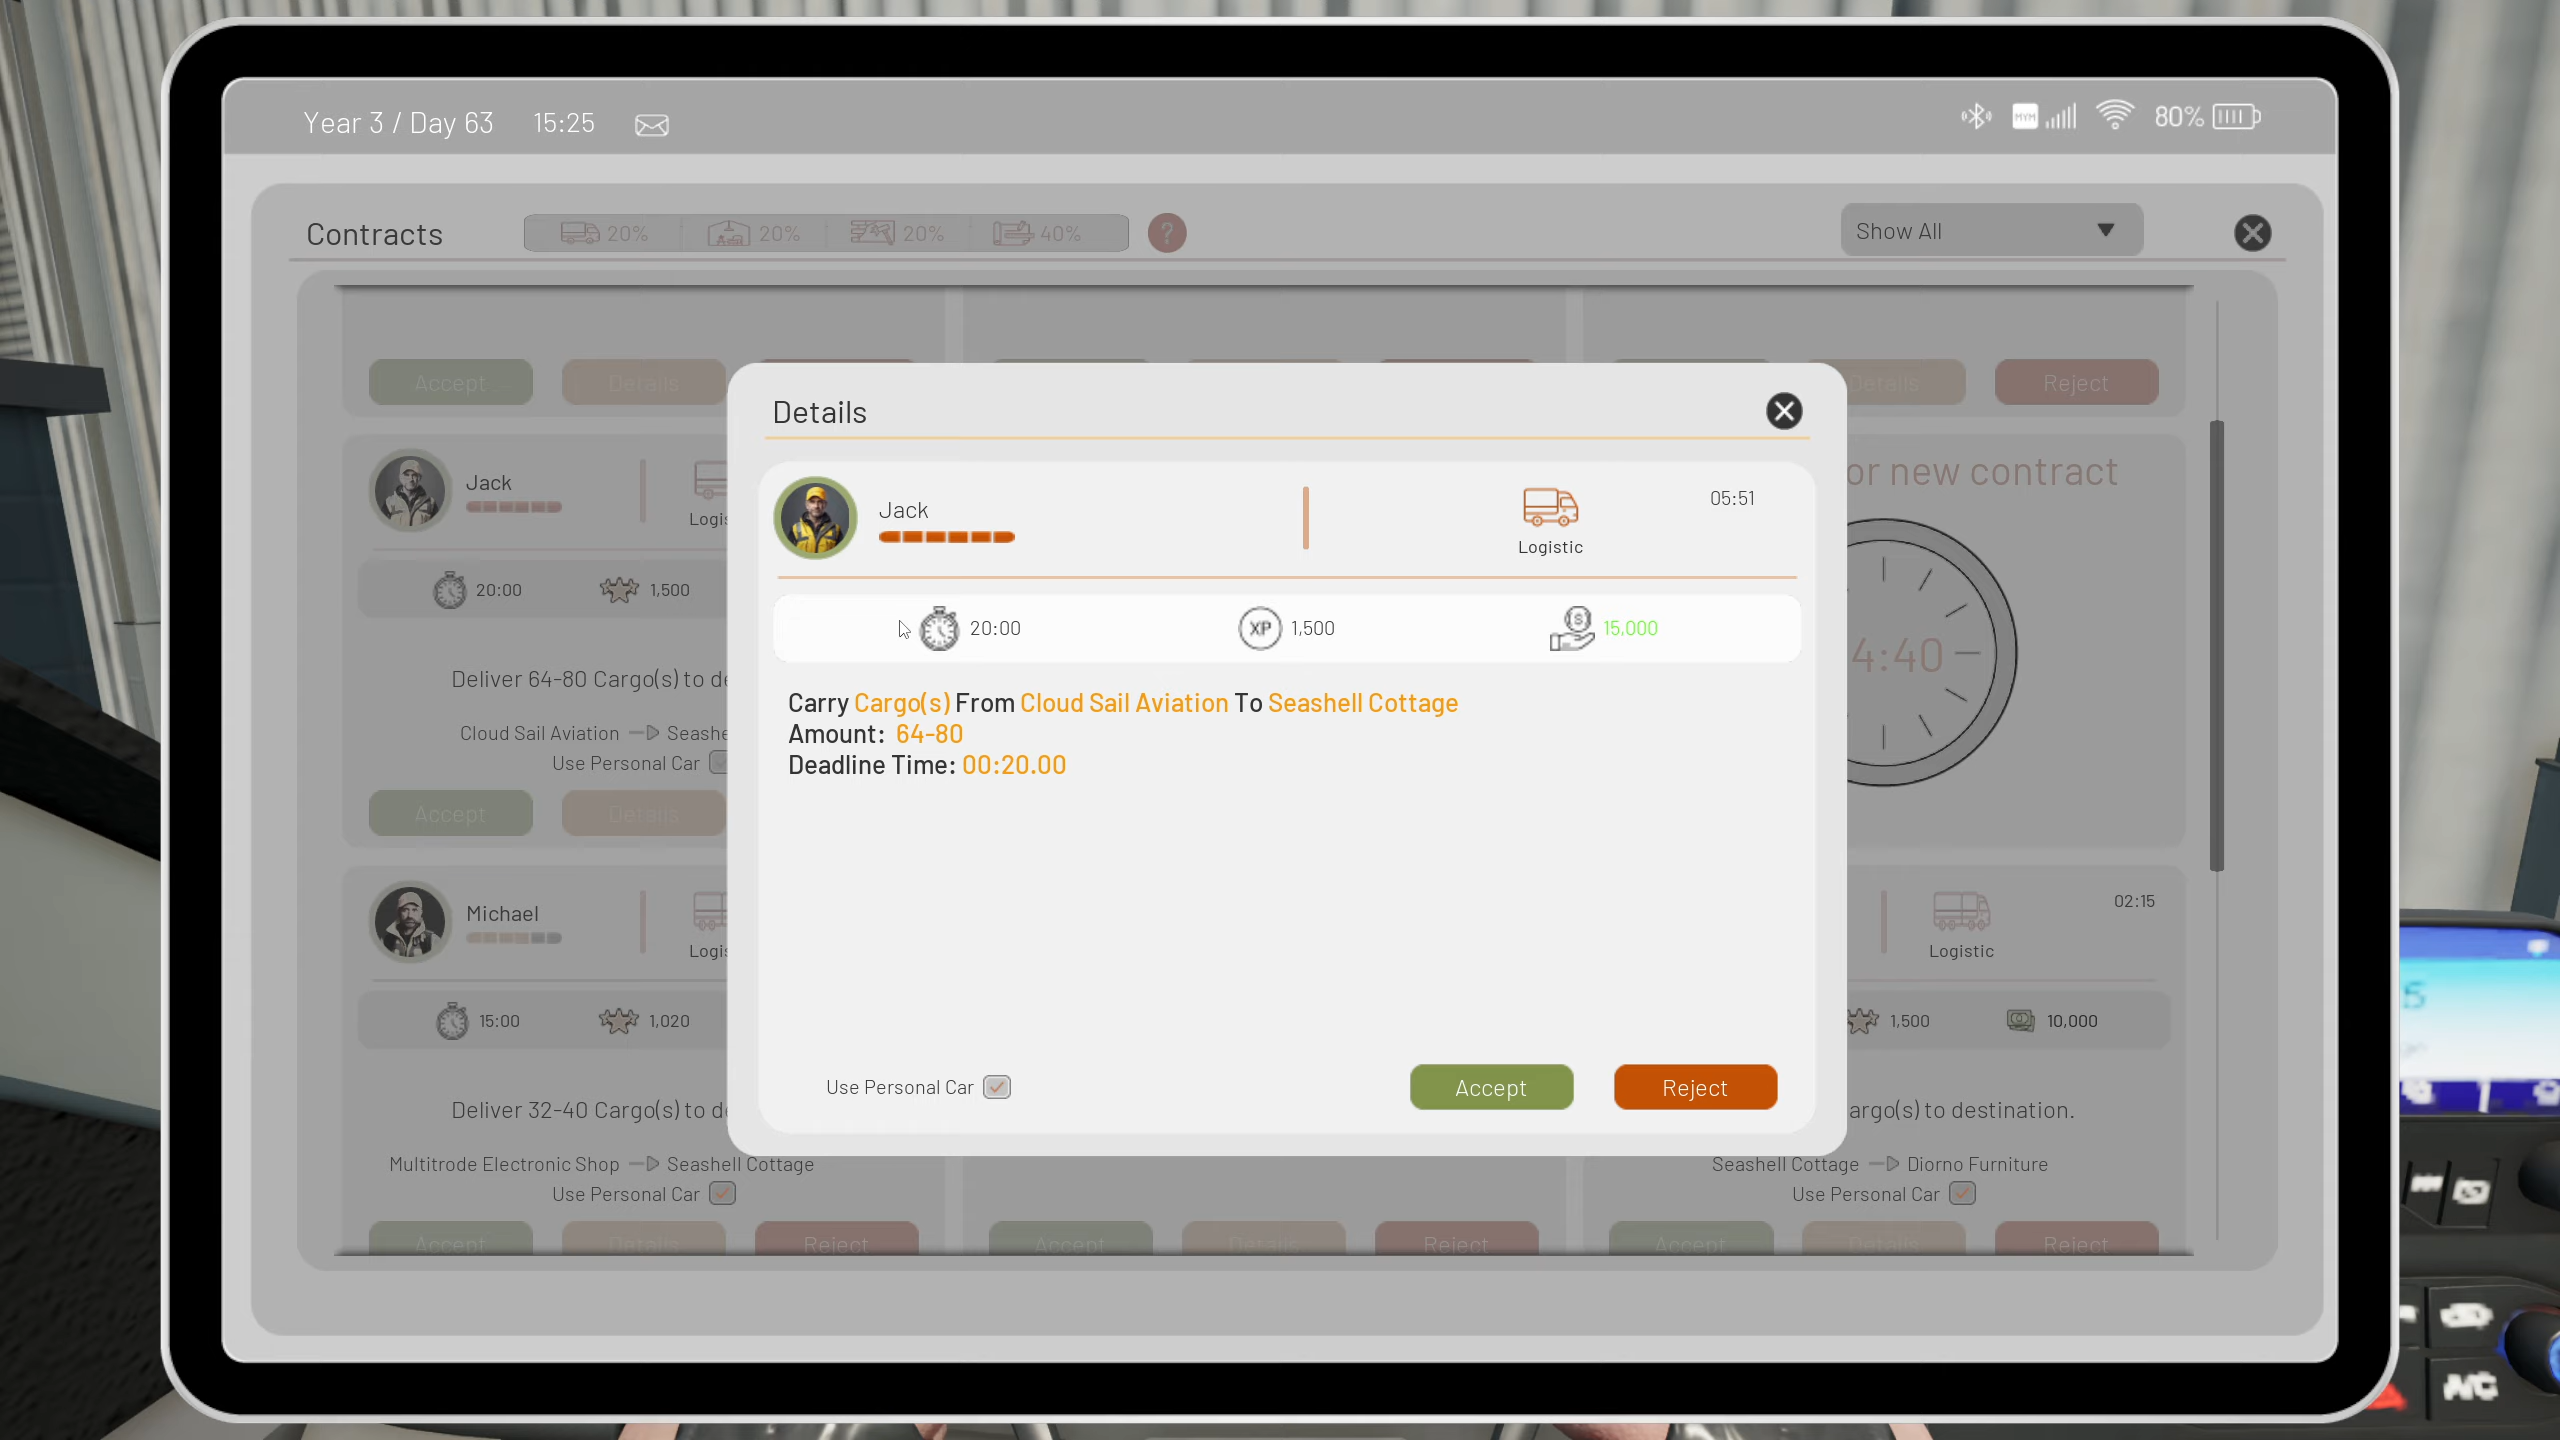 Year 3 / Day 63 15:25 MYM 80%
Contracts 20% 20% 20% 40% ? Show All
Accept Details Details Reject
Details
Jack 05:51
Logistic
20:00 XP 1,500 15,000
Carry Cargo(s) From Cloud Sail Aviation To Seashell Cottage
Amount: 64-80
Deadline Time: 00:20.00
Use Personal Car Accept Reject
Jack
20:00 1,500
Deliver 64-80 Cargo(s) to de
Cloud Sail Aviation Seashe
Use Personal Car
Accept Details
or new contract
4:40
Michael
Logis
15:00 1,020
Deliver 32-40 Cargo(s) to de
Multitrode Electronic Shop Seashell Cottage
Use Personal Car
Accept Details Reject
Accept Details Reject
02:15
Logistic
1,500 10,000
argo(s) to destination.
Seashell Cottage Diorno Furniture
Use Personal Car
Accept Details Reject
A/C